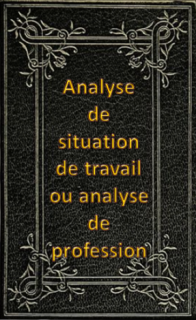 Analyse
de
situation
de travail
ou analyse
de
profession